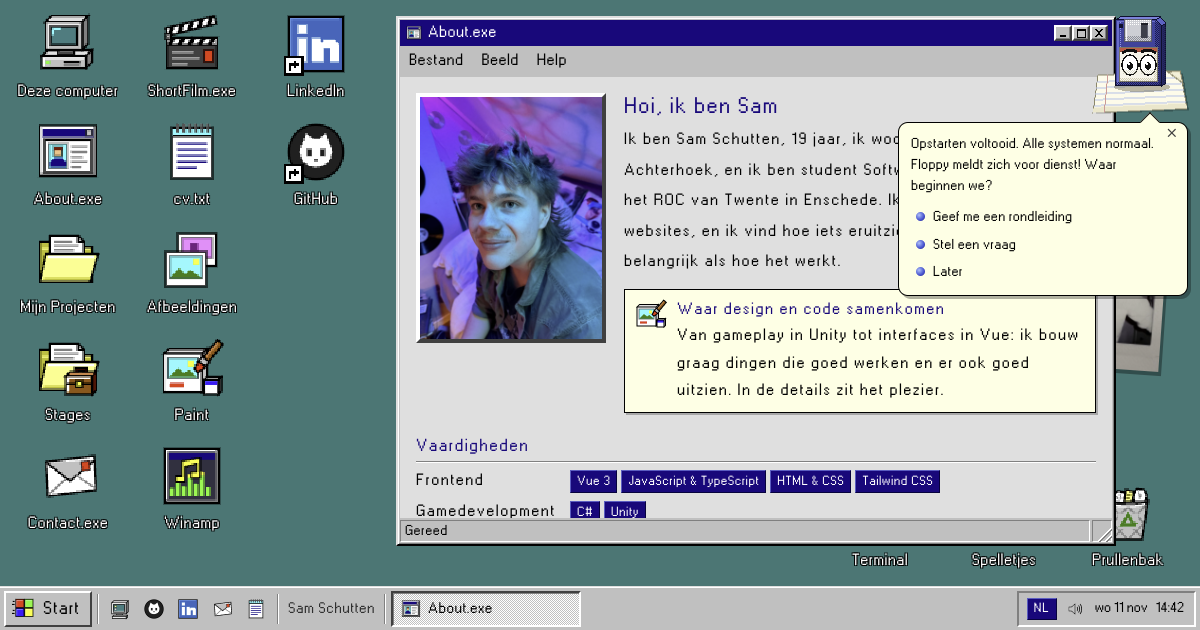 Deze computer
ShortFilm.exe
LinkedIn
About.exe
cv.txt
GitHub
Mijn Projecten
Afbeeldingen
Stages
Paint
Contact.exe
Winamp
About.exe
Bestand Beeld Help
Hoi, ik ben Sam
Ik ben Sam Schutten, 19 jaar, ik
Achterhoek, en ik ben student
het ROC van Twente in Enschede.
websites, en ik vind hoe iets
belangrijk als hoe het werkt.
Waar design en code samenkomen
Van gameplay in Unity tot interfaces in Vue: ik bouw
graag dingen die goed werken en er ook goed
uitzien. In de details zit het plezier.
Vaardigheden
Frontend Vue 3 JavaScript & TypeScript HTML & CSS Tailwind CSS
Gamedevelopment C# Unity
Gereed
Opstarten voltooid. Alle systemen normaal.
Floppy meldt zich voor dienst! Waar
beginnen we?
Geef me een rondleiding
Stel een vraag
Later
Terminal
Spelletjes
Prullenbak
Start
Sam Schutten
About.exe
NL
wo 11 nov 14:42